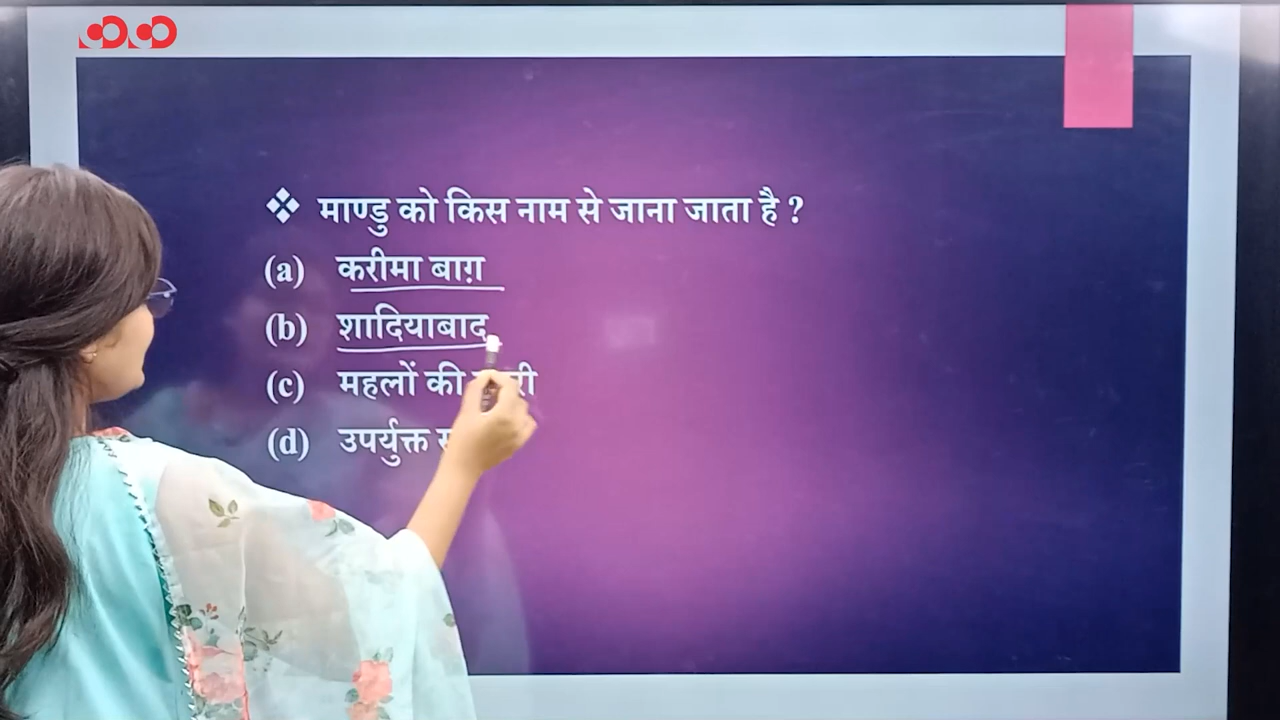 ❖ माण्डु को किस नाम से जाना जाता है ?
(a) करीमा बाग़
(b) शादियाबाद
(c) महलों की
(d) उपर्युक्त